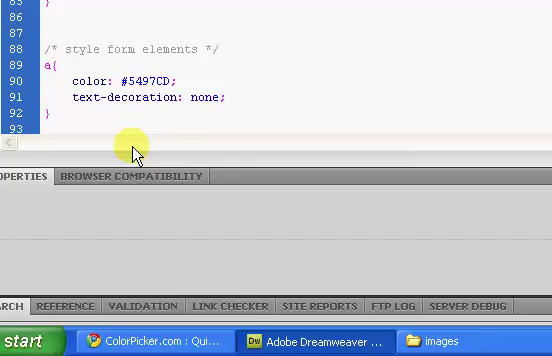 85 }
86
87
88 /* style form elements */
89 a{
90 color: #5497CD;
91 text-decoration: none;
92 }
93
OPERTIES BROWSER COMPATIBILITY
ARCH REFERENCE VALIDATION LINK CHECKER SITE REPORTS FTP LOG SERVER DEBUG
start ColorPicker.com : Qui... Dw Adobe Dreamweaver ... images